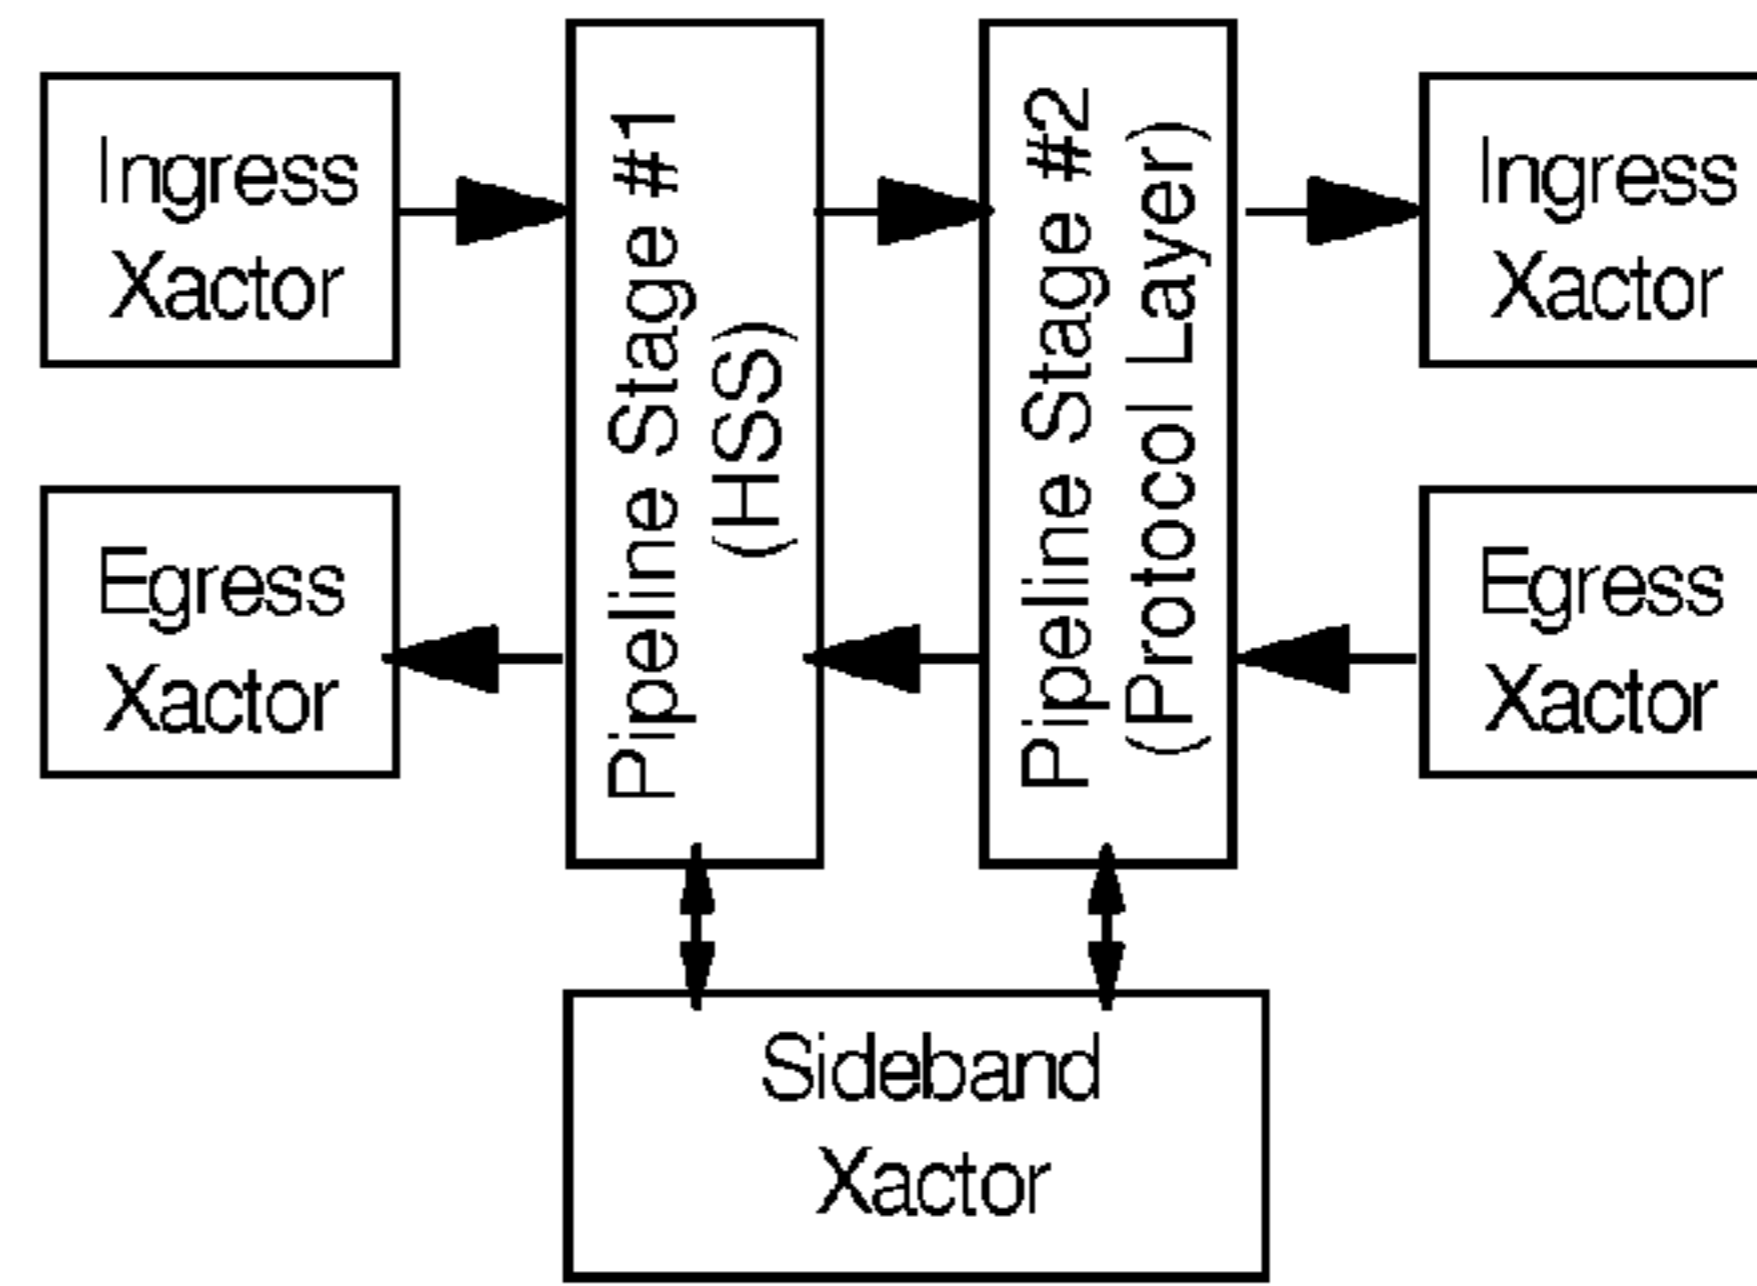 Ingress
Xactor
Egress
Xactor
Pipeline Stage #1
(HSS)
Pipeline Stage #2
(Protocol Layer)
Ingress
Xactor
Egress
Xactor
Sideband
Xactor